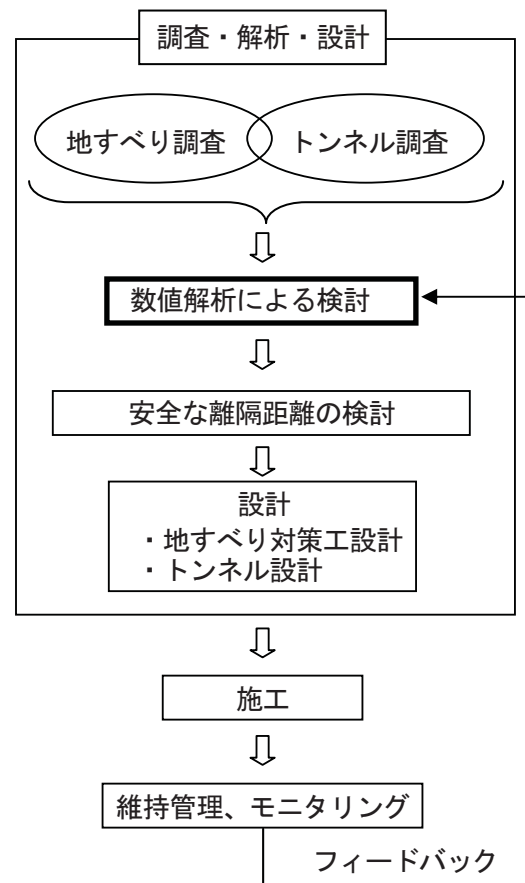 調査・解析・設計
地すべり調査
トンネル調査
数値解析による検討
安全な離隔距離の検討
設計
・地すべり対策工設計
・トンネル設計
施工
維持管理、モニタリング
フィードバック